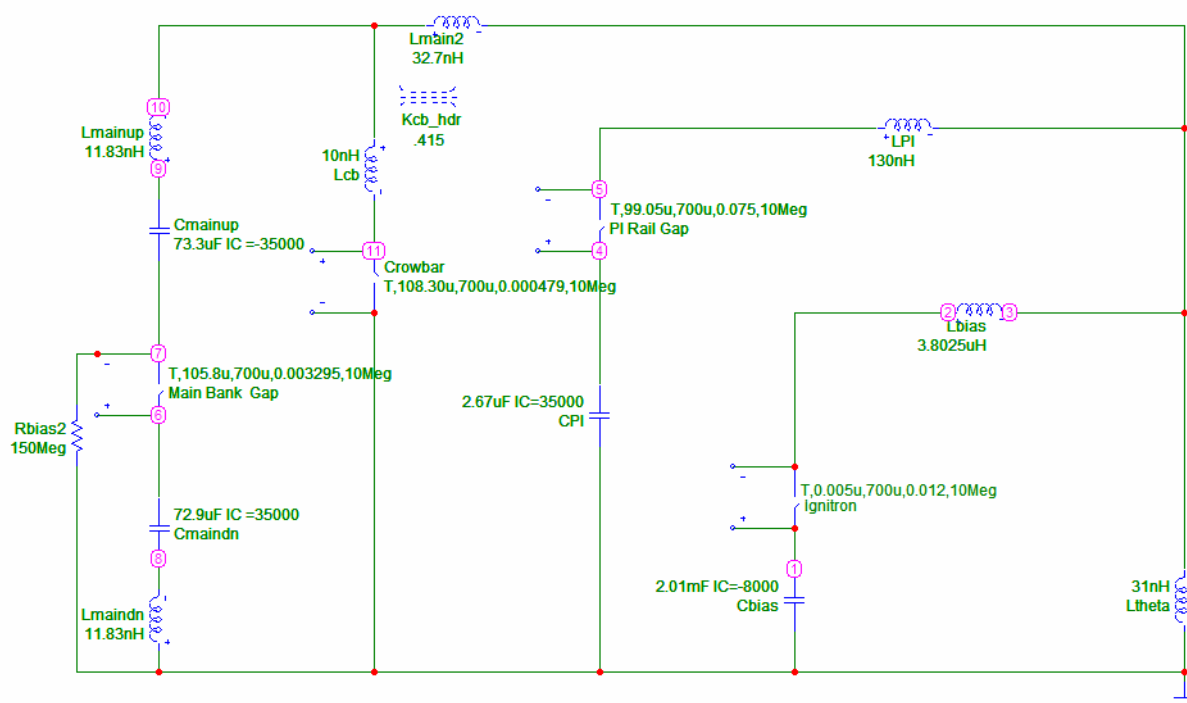 Lmain2
32.7nH
10
Lmainup
11.83nH
9
Kcb_hdr
.415
LPI
130nH
10nH
Lcb
5
T,99.05u,700u,0.075,10Meg
PI Rail Gap
4
Cmainup
73.3uF IC =-35000
11
Crowbar
T,108.30u,700u,0.000479,10Meg
2
3
Lbias
3.8025uH
7
T,105.8u,700u,0.003295,10Meg
Main Bank Gap
6
2.67uF IC=35000
CPI
Rbias2
150Meg
T,0.005u,700u,0.012,10Meg
Ignitron
72.9uF IC =35000
Cmaindn
8
1
2.01mF IC=-8000
Cbias
31nH
Ltheta
Lmaindn
11.83nH